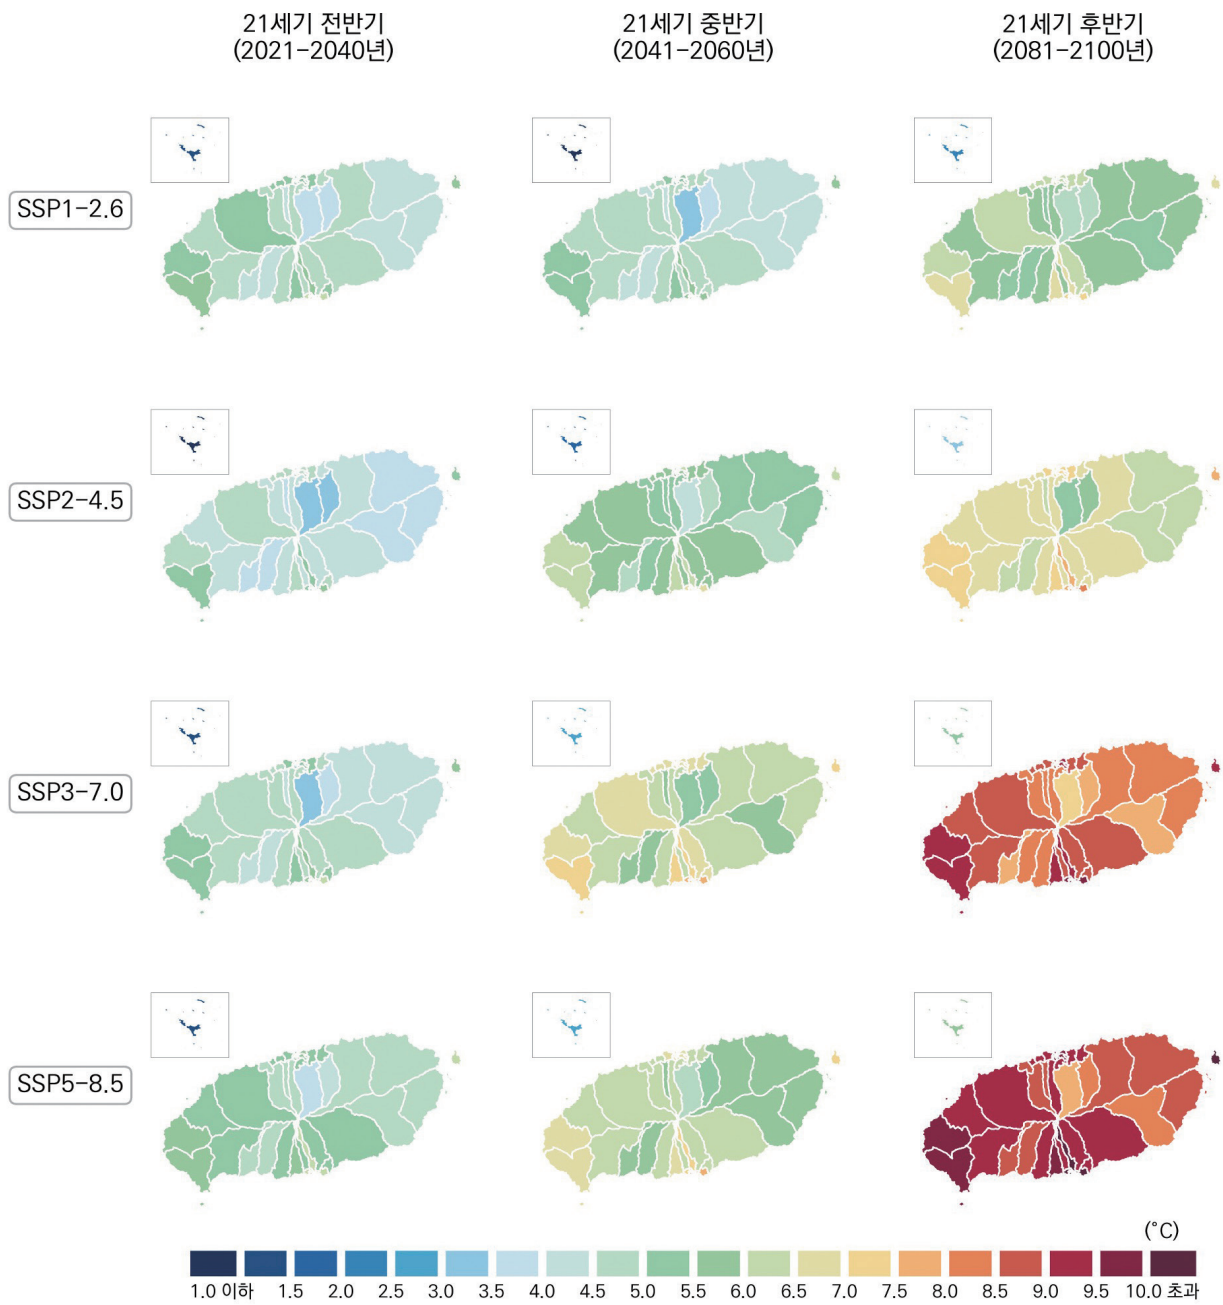 21세기 전반기
(2021-2040년)
21세기 중반기
(2041-2060년)
21세기 후반기
(2081-2100년)
SSP1-2.6
SSP2-4.5
SSP3-7.0
SSP5-8.5
(˚C)
1.0 이하 1.5 2.0 2.5 3.0 3.5 4.0 4.5 5.0 5.5 6.0 6.5 7.0 7.5 8.0 8.5 9.0 9.5 10.0 초과